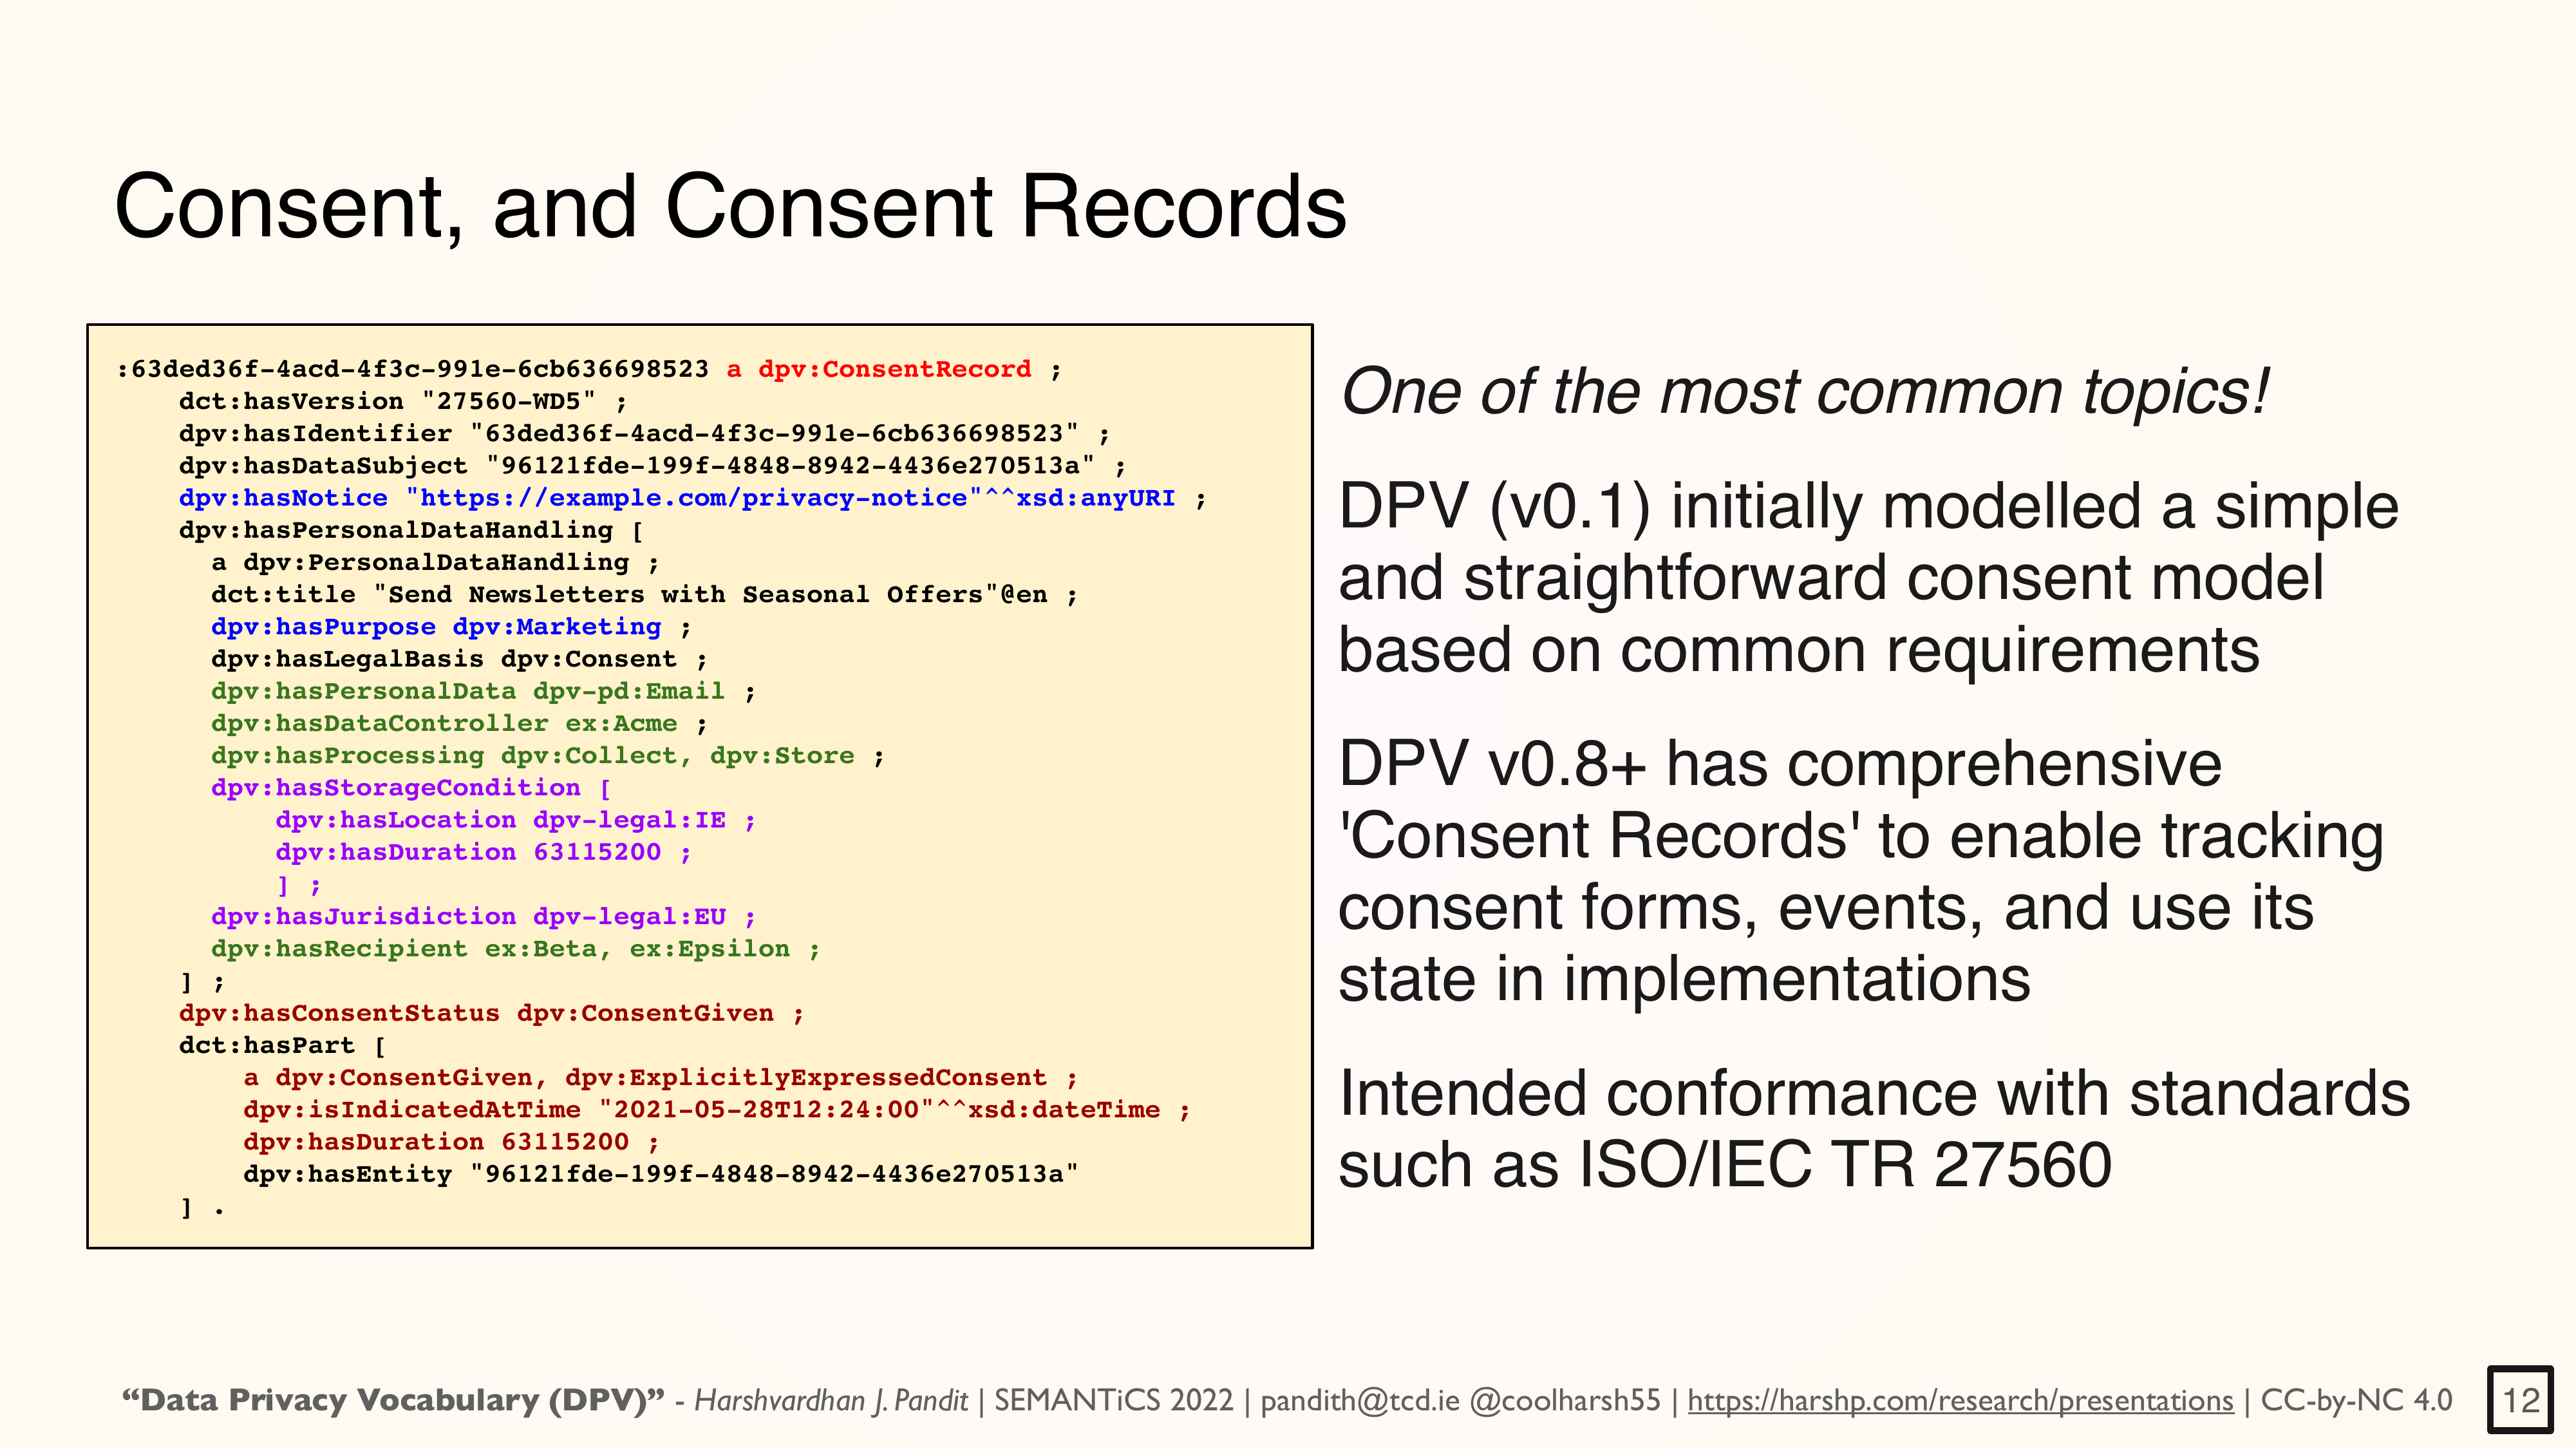 Consent, and Consent Records
:63ded36f-4acd-4f3c-991e-6cb636698523 a dpv:ConsentRecord ;
dct:hasVersion "27560-WD5" ;
dpv:hasIdentifier "63ded36f-4acd-4f3c-991e-6cb636698523" ;
dpv:hasDataSubject "96121fde-199f-4848-8942-4436e270513a" ;
dpv:hasNotice "https://example.com/privacy-notice"^^xsd:anyURI ;
dpv:hasPersonalDataHandling [
a dpv:PersonalDataHandling ;
dct:title "Send Newsletters with Seasonal Offers"@en ;
dpv:hasPurpose dpv:Marketing ;
dpv:hasLegalBasis dpv:Consent ;
dpv:hasPersonalData dpv-pd:Email ;
dpv:hasDataController ex:Acme ;
dpv:hasProcessing dpv:Collect, dpv:Store ;
dpv:hasStorageCondition [
dpv:hasLocation dpv-legal:IE ;
dpv:hasDuration 63115200 ;
] ;
dpv:hasJurisdiction dpv-legal:EU ;
dpv:hasRecipient ex:Beta, ex:Epsilon ;
] ;
dpv:hasConsentStatus dpv:ConsentGiven ;
dct:hasPart [
a dpv:ConsentGiven, dpv:ExplicitlyExpressedConsent ;
dpv:isIndicatedAtTime "2021-05-28T12:24:00"^^xsd:dateTime ;
dpv:hasDuration 63115200 ;
dpv:hasEntity "96121fde-199f-4848-8942-4436e270513a"
] .
One of the most common topics!
DPV (v0.1) initially modelled a simple
and straightforward consent model
based on common requirements
DPV v0.8+ has comprehensive
'Consent Records' to enable tracking
consent forms, events, and use its
state in implementations
Intended conformance with standards
such as ISO/IEC TR 27560
“Data Privacy Vocabulary (DPV)” - Harshvardhan J. Pandit | SEMANTiCS 2022 | pandith@tcd.ie @coolharsh55 | https://harshp.com/research/presentations | CC-by-NC 4.0
12